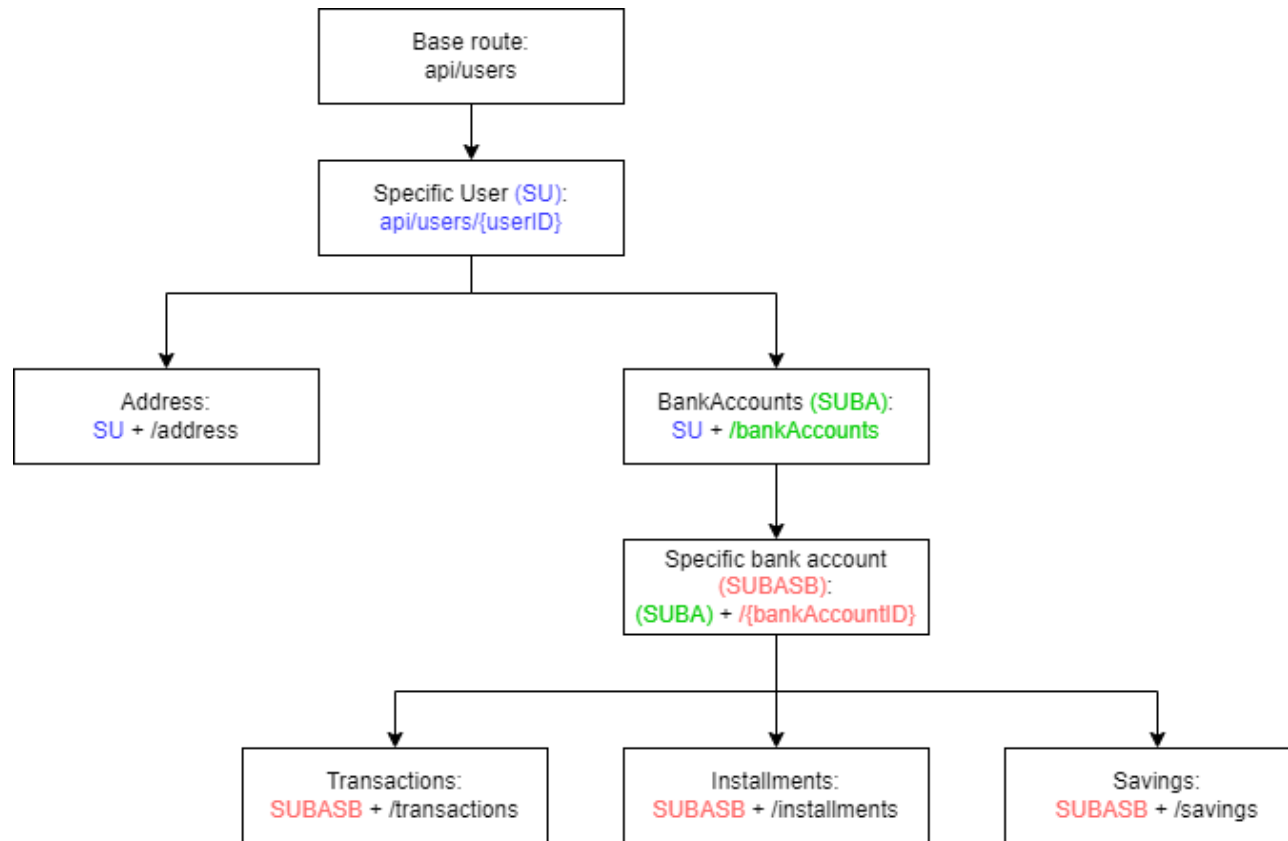 Base route:
api/users
Specific User (SU):
api/users/{userID}
Address:
SU + /address
BankAccounts (SUBA):
SU + /bankAccounts
Specific bank account
(SUBASB):
(SUBA) + /{bankAccountID}
Transactions:
SUBASB + /transactions
Installments:
SUBASB + /installments
Savings:
SUBASB + /savings